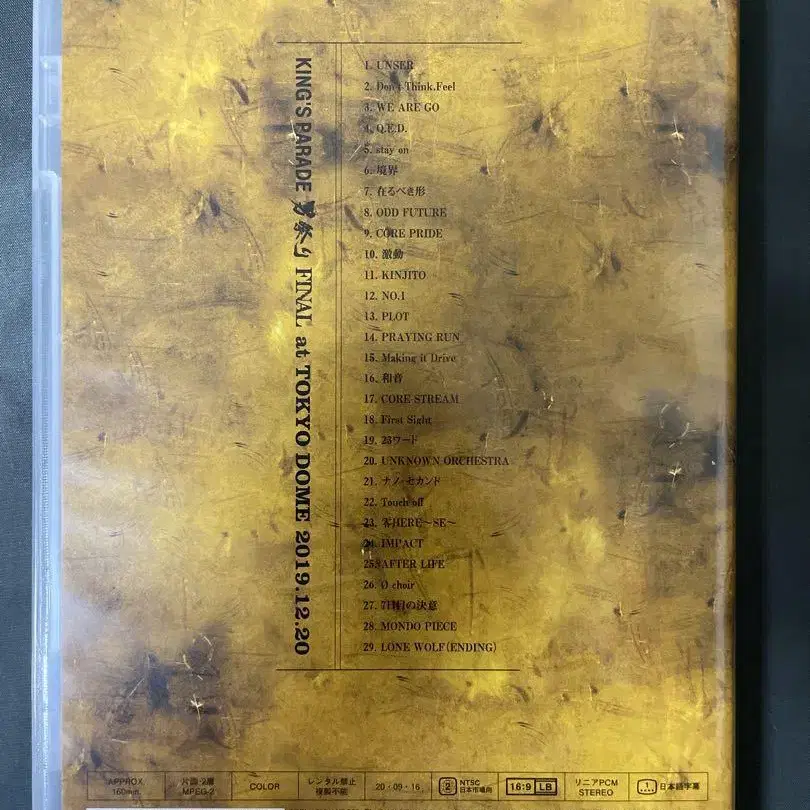 KING'S PARADE 男祭り FINAL at TOKYO DOME 2019.12.20
1. UNSER
2. Don't Think.Feel
3. WE ARE GO
4. Q.E.D.
5. stay on
6. 境界
7. 在るべき形
8. ODD FUTURE
9. CORE PRIDE
10. 激動
11. KINJITO
12. NO.1
13. PLOT
14. PRAYING RUN
15. Making it Drive
16. 和音
17. CORE STREAM
18. First Sight
19. 23ワード
20. UNKNOWN ORCHESTRA
21. ナノ・セカンド
22. Touch off
23. 零HERE～SE～
24. IMPACT
25. AFTER LIFE
26. Ø choir
27. 7日目の決意
28. MONDO PIECE
29. LONE WOLF(ENDING)
APPROX. 160min.
片面・2層 MPEG-2
COLOR
レンタル禁止 複製不能
20・09・16
2 NTSC 日本市場向
16:9 LB
リニアPCM STEREO
1 日本語字幕